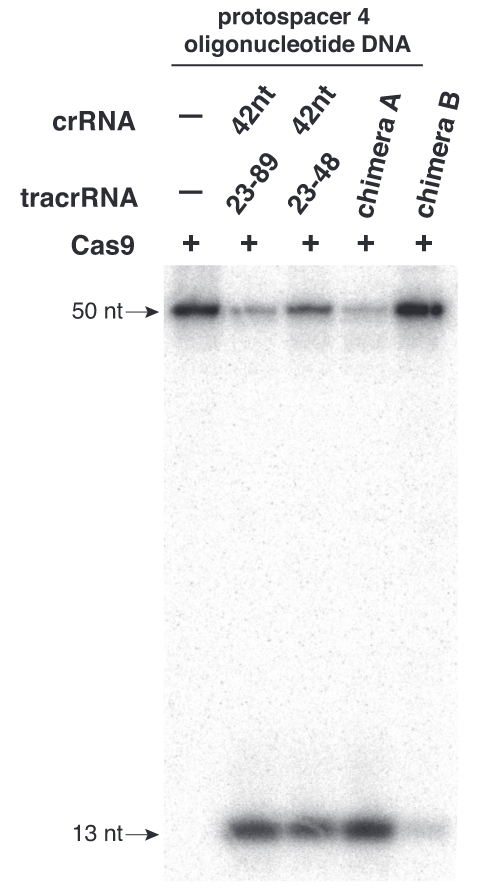 protospacer 4
oligonucleotide DNA
crRNA — 42nt 42nt chimera A chimera B
tracrRNA — 23-89 23-48
Cas9 + + + + +
50 nt
13 nt